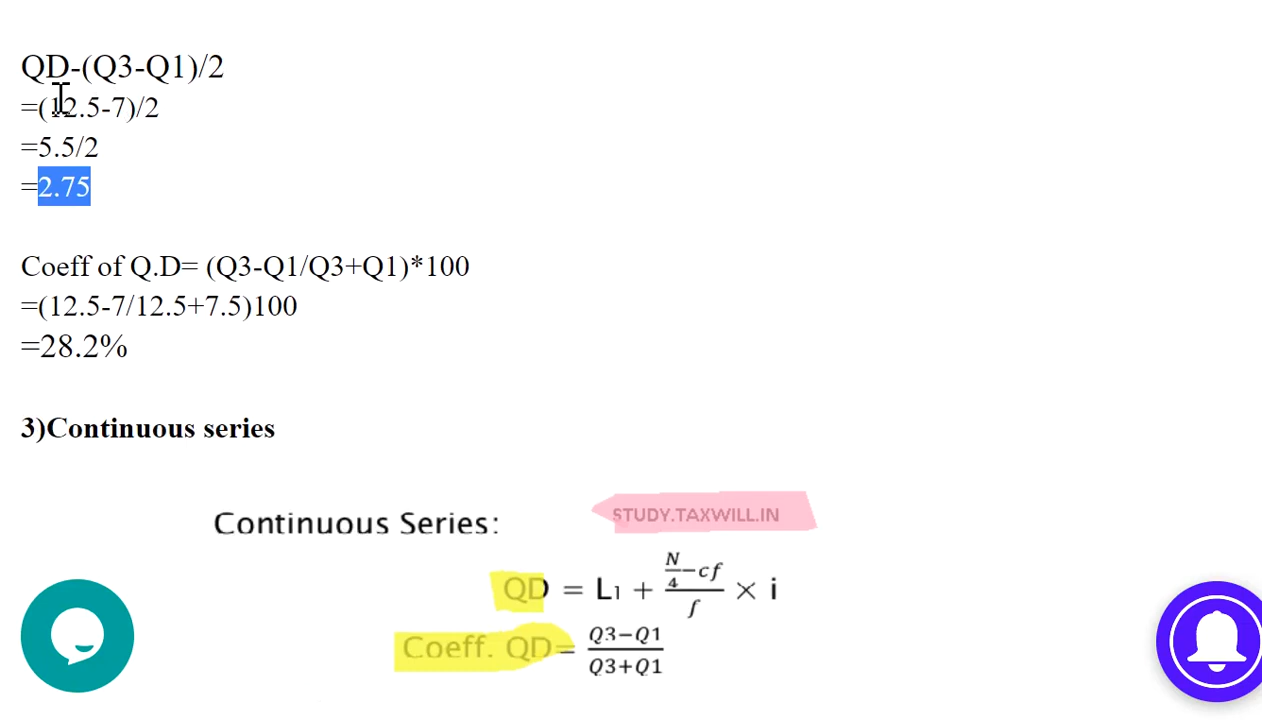 QD-(Q3-Q1)/2
=(12.5-7)/2
=5.5/2
=2.75
Coeff of Q.D= (Q3-Q1/Q3+Q1)*100
=(12.5-7/12.5+7.5)100
=28.2%
3)Continuous series
STUDY.TAXWILL.IN
Continuous Series:
QD = L1 + (N/4 − cf)/f × i
Coeff. QD= (Q3−Q1)/(Q3+Q1)